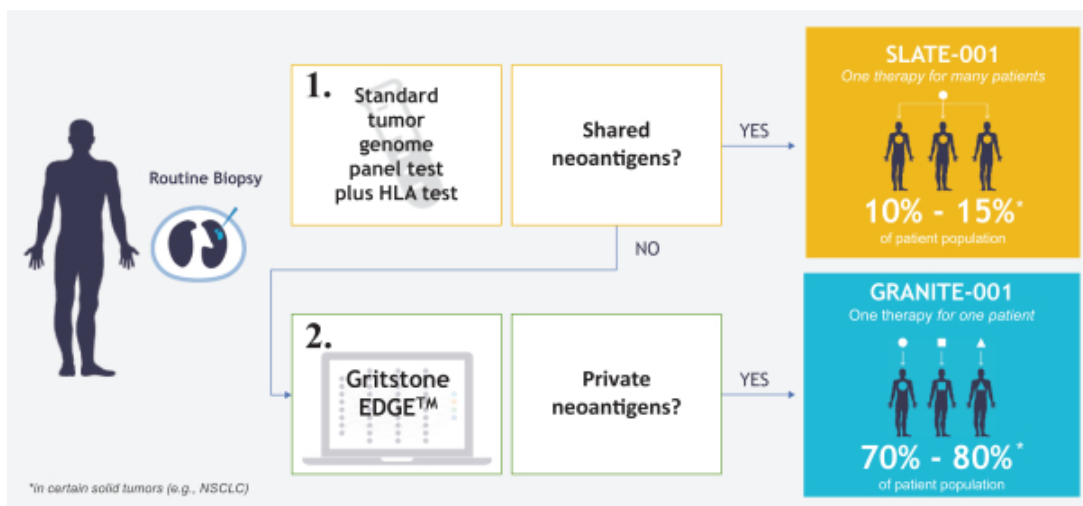 Routine Biopsy
1.
Standard
tumor
genome
panel test
plus HLA test
Shared
neoantigens?
YES
SLATE-001
One therapy for many patients
10% - 15%*
of patient population
NO
2.
Gritstone
EDGE™
Private
neoantigens?
YES
GRANITE-001
One therapy for one patient
70% - 80%*
of patient population
*in certain solid tumors (e.g., NSCLC)